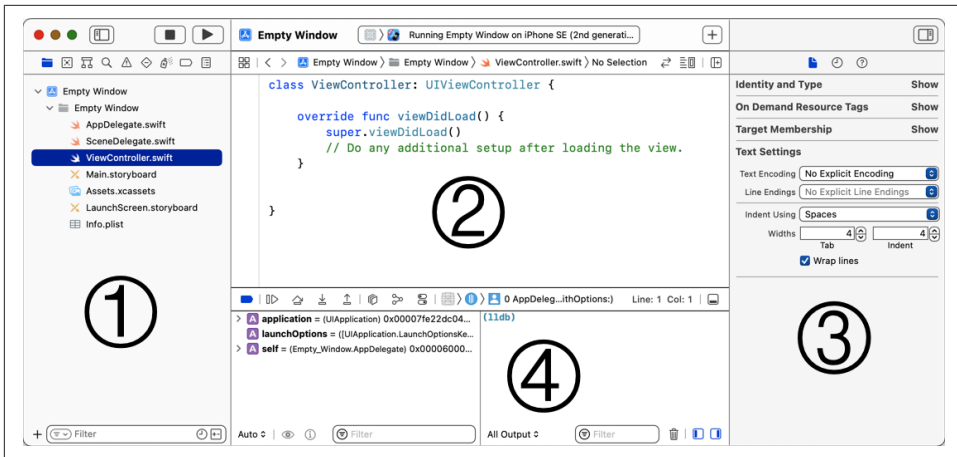 Empty Window
Running Empty Window on iPhone SE (2nd generati...
Empty Window
Empty Window
AppDelegate.swift
SceneDelegate.swift
ViewController.swift
Main.storyboard
Assets.xcassets
LaunchScreen.storyboard
Info.plist
①
+ Filter
Empty Window 〉 Empty Window 〉 ViewController.swift 〉 No Selection
class ViewController: UIViewController {
override func viewDidLoad() {
super.viewDidLoad()
// Do any additional setup after loading the view.
}
}
②
0 AppDeleg...ithOptions:) Line: 1 Col: 1
A application = (UIApplication) 0x00007fe22dc04...
A launchOptions = ([UIApplication.LaunchOptionsKe...
A self = (Empty_Window.AppDelegate) 0x00006000...
Auto Filter
(lldb)
④
All Output Filter
Identity and Type Show
On Demand Resource Tags Show
Target Membership Show
Text Settings
Text Encoding No Explicit Encoding
Line Endings No Explicit Line Endings
Indent Using Spaces
Widths 4 4
Tab Indent
Wrap lines
③